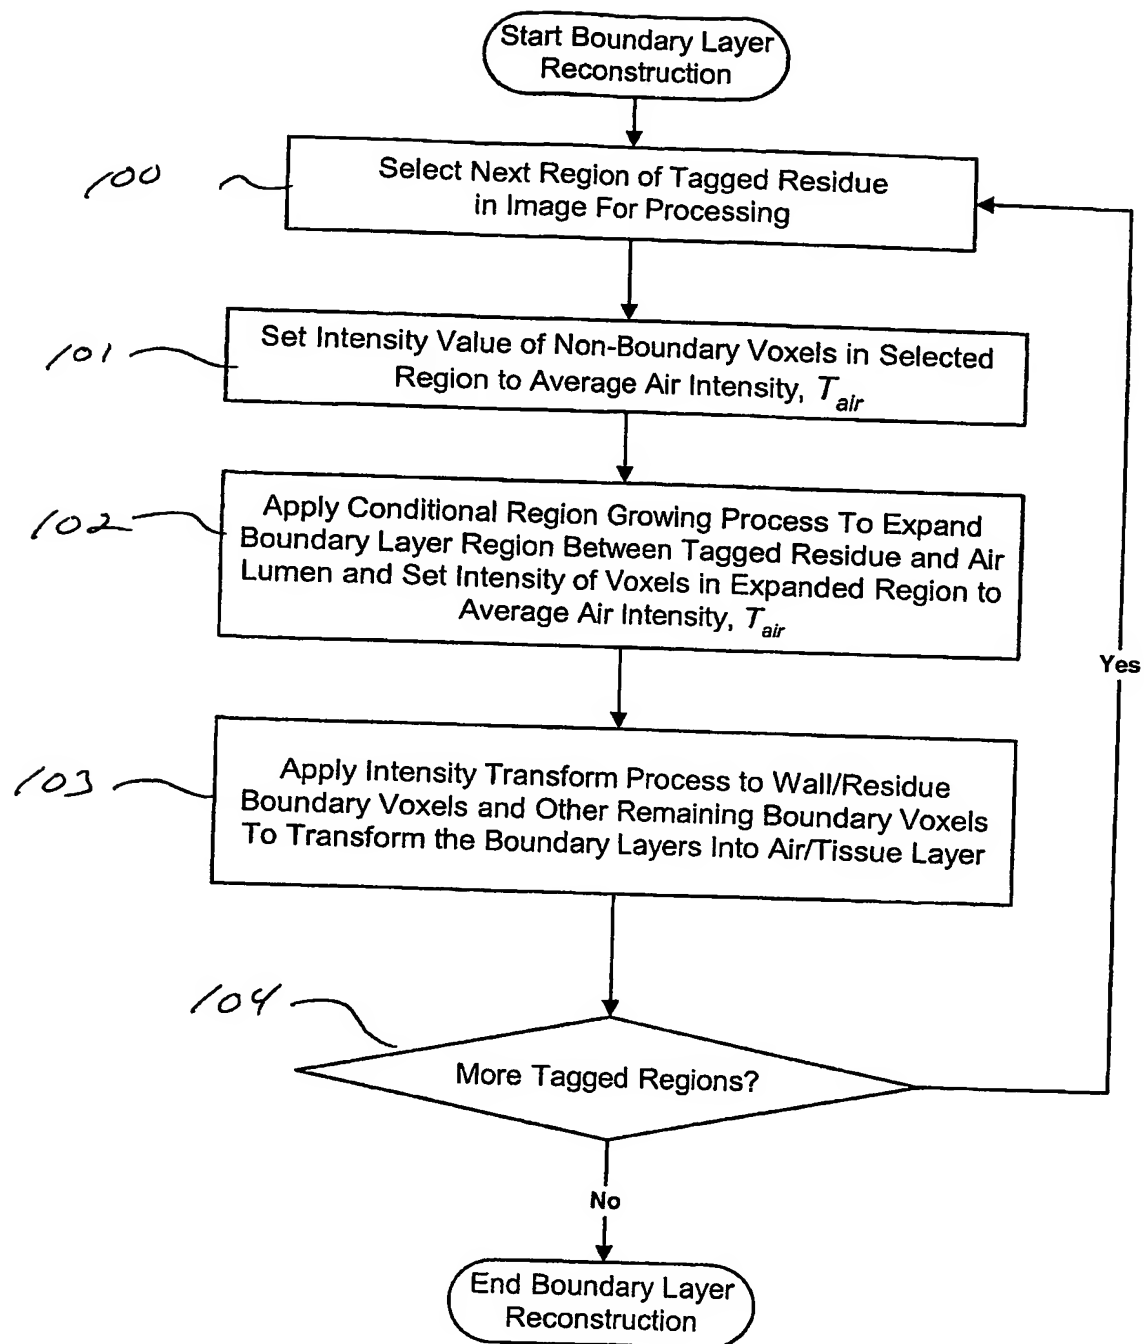 Start Boundary Layer
Reconstruction
100
Select Next Region of Tagged Residue
in Image For Processing
101
Set Intensity Value of Non-Boundary Voxels in Selected
Region to Average Air Intensity, T_air
102
Apply Conditional Region Growing Process To Expand
Boundary Layer Region Between Tagged Residue and Air
Lumen and Set Intensity of Voxels in Expanded Region to
Average Air Intensity, T_air
Yes
103
Apply Intensity Transform Process to Wall/Residue
Boundary Voxels and Other Remaining Boundary Voxels
To Transform the Boundary Layers Into Air/Tissue Layer
104
More Tagged Regions?
No
End Boundary Layer
Reconstruction